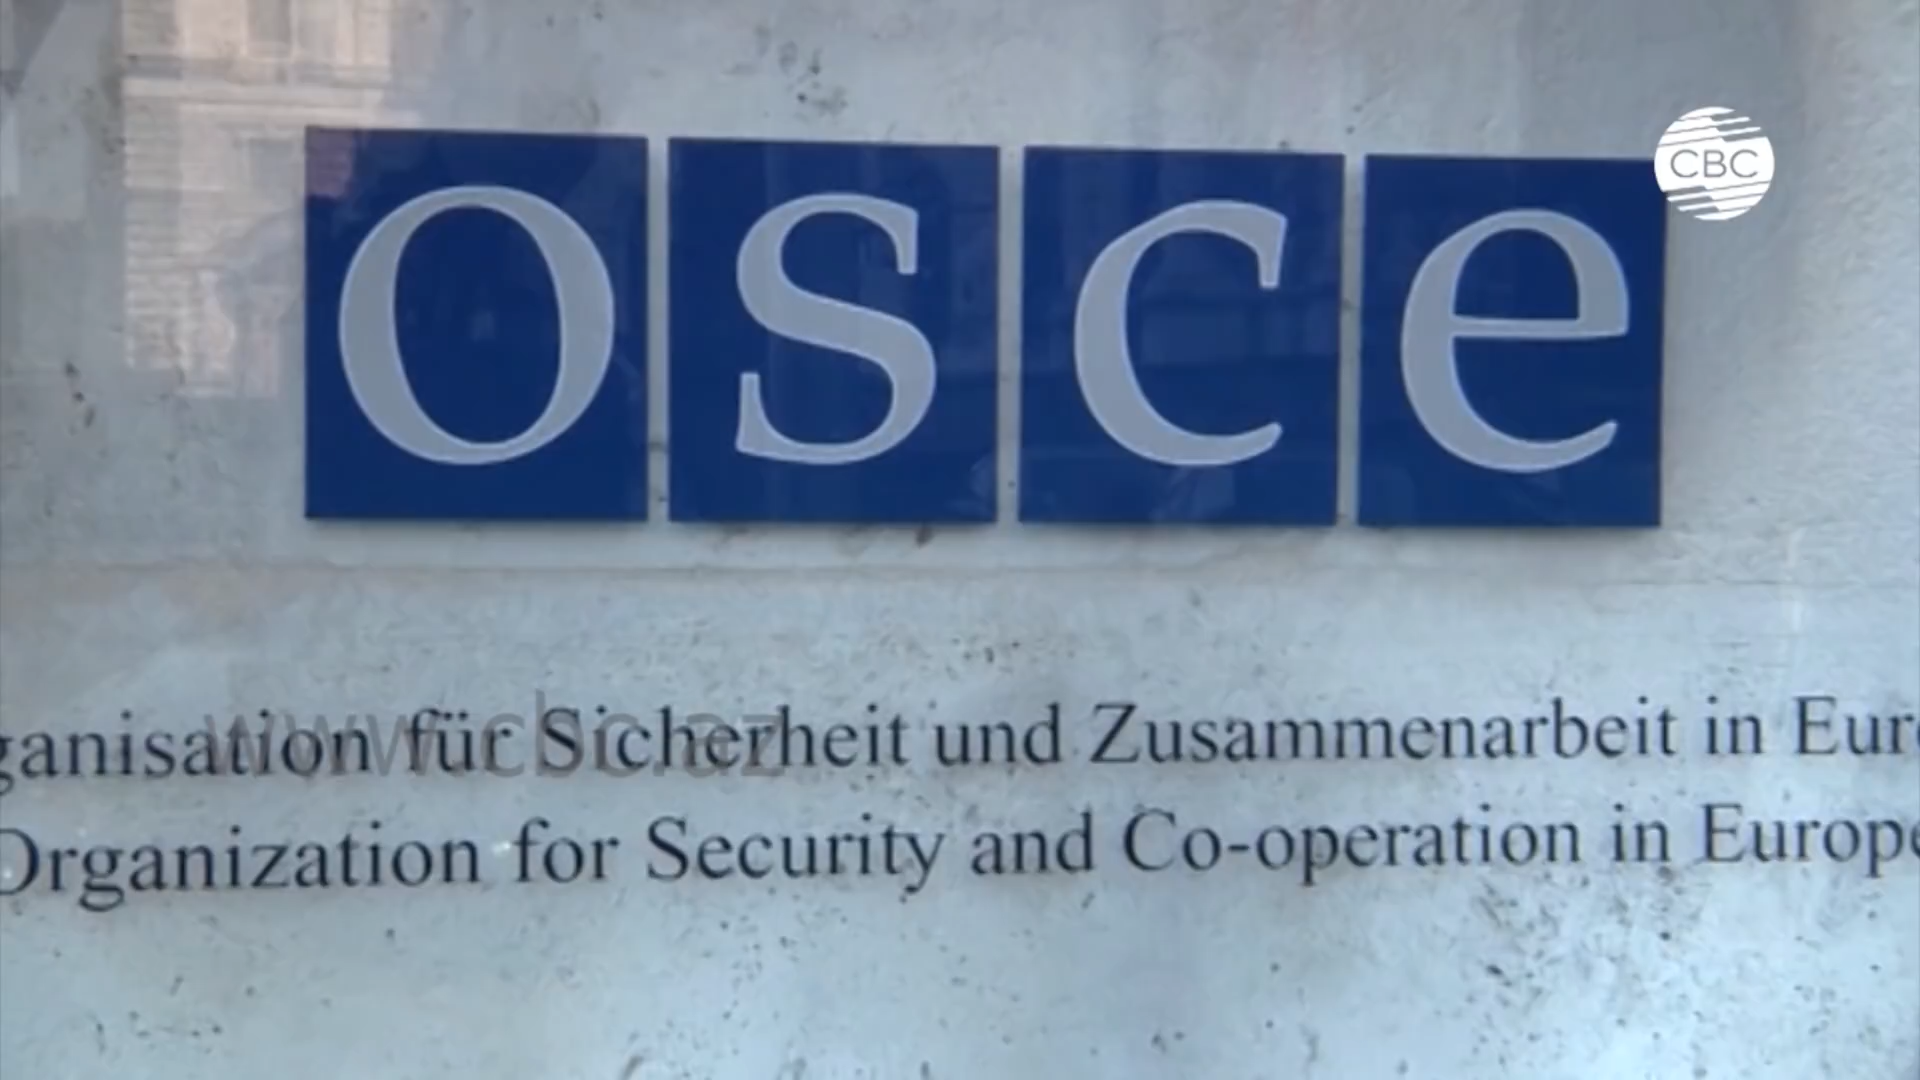 osce
CBC
ganisation für Sicherheit und Zusammenarbeit in Eur
www.cbc.az
Organization for Security and Co-operation in Europe